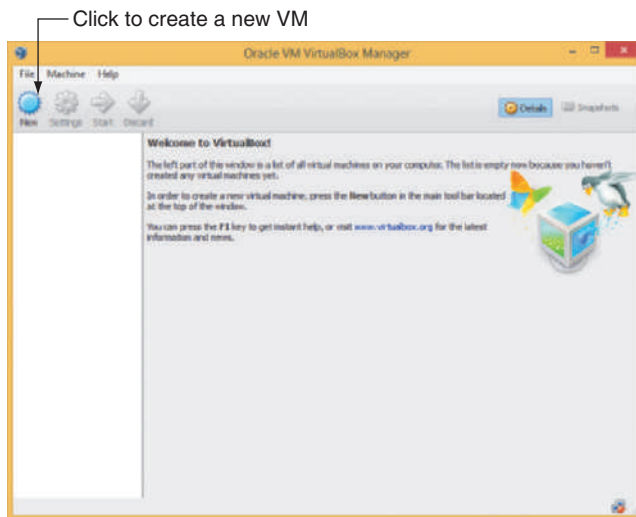 Click to create a new VM
Oracle VM VirtualBox Manager
File Machine Help
New Settings Start Discard
Details Snapshots
Welcome to VirtualBox!
The left part of this window is a list of all virtual machines on your computer. The list is empty now because you haven't
created any virtual machines yet.
In order to create a new virtual machine, press the New button in the main tool bar located
at the top of the window.
You can press the F1 key to get instant help, or visit www.virtualbox.org for the latest
information and news.